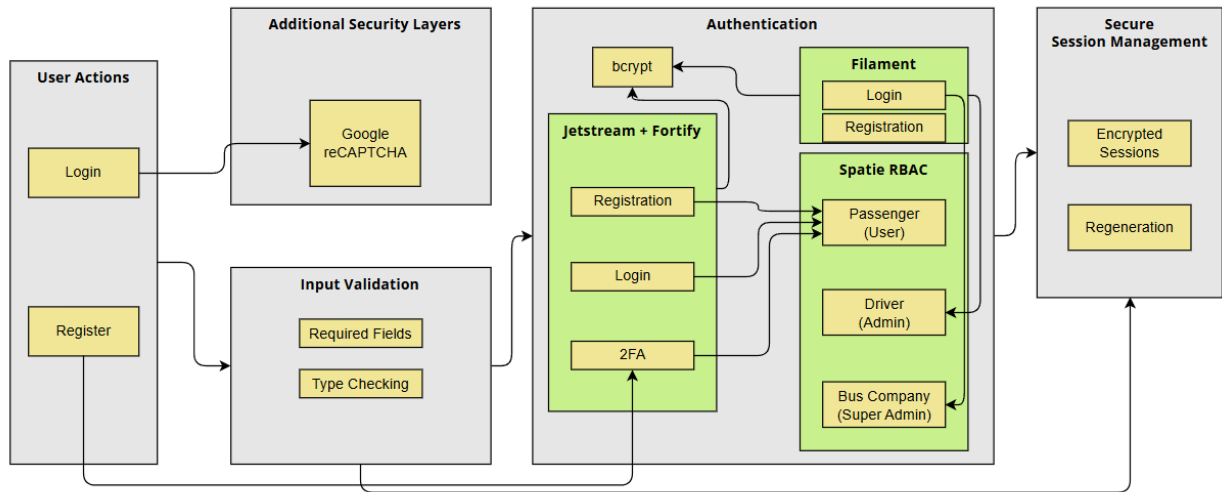 User Actions
Login
Register
Additional Security Layers
Google
reCAPTCHA
Input Validation
Required Fields
Type Checking
Authentication
bcrypt
Jetstream + Fortify
Registration
Login
2FA
Filament
Login
Registration
Spatie RBAC
Passenger
(User)
Driver
(Admin)
Bus Company
(Super Admin)
Secure
Session Management
Encrypted
Sessions
Regeneration